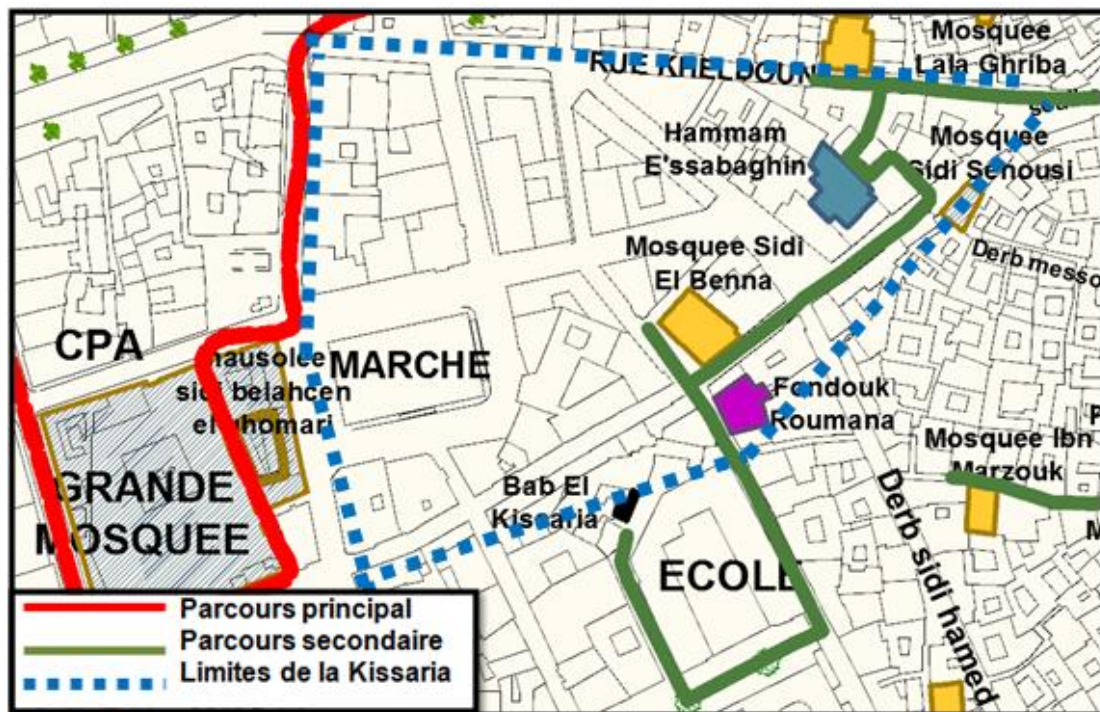 Mosquee
Lala Ghriba
RUE KHELDOUN
Hammam
E'ssabaghin
Mosquee
Sidi Senousi
Mosquee Sidi
El Benna
Derb messo
CPA
MARCHE
mausolee
sidi belahcen
el ghomari
Fondouk
Roumana
GRANDE
MOSQUEE
Bab El
Kissaria
Mosquee Ibn
Marzouk
P
M
ECOLE
Derb sidi hamed
Parcours principal
Parcours secondaire
Limites de la Kissaria